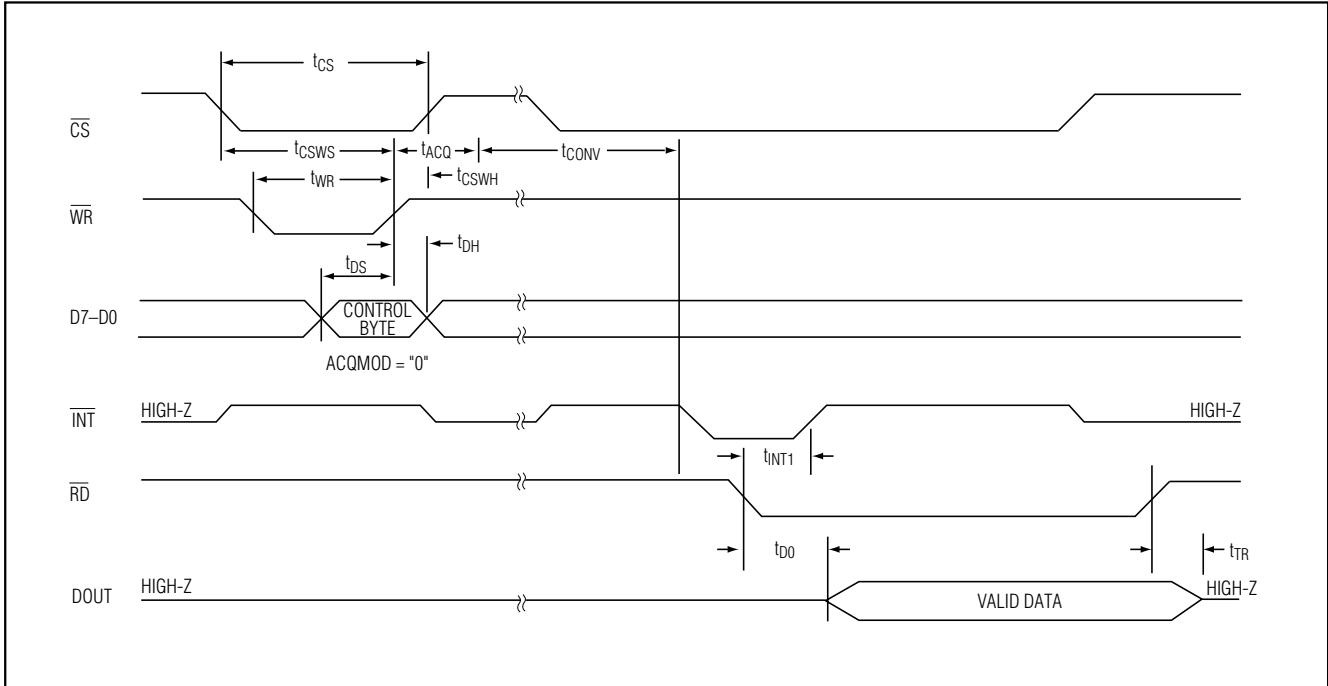 tCS
CS
tCSWS
tACQ
tCONV
tWR
tCSWH
WR
tDH
tDS
D7–D0
CONTROL
BYTE
ACQMOD = "0"
INT
HIGH-Z
HIGH-Z
tINT1
RD
tD0
tTR
DOUT
HIGH-Z
VALID DATA
HIGH-Z